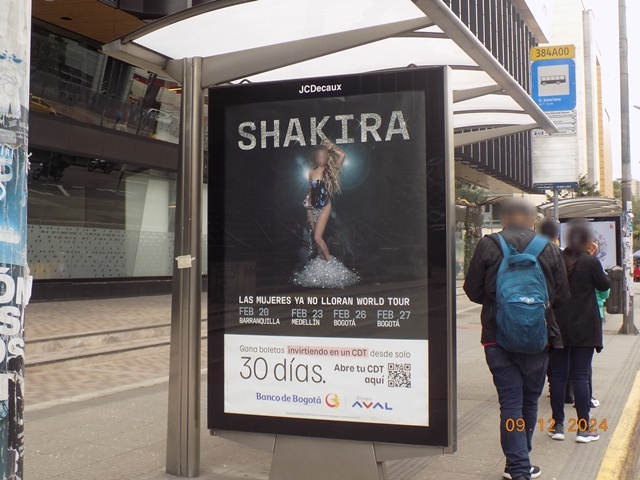 JCDecaux
SHAKIRA
LAS MUJERES YA NO LLORAN WORLD TOUR
FEB 20 FEB 23 FEB 26 FEB 27
BARRANQUILLA MEDELLÍN BOGOTÁ BOGOTÁ
Gana boletas invirtiendo en un CDT desde solo
30 días.
Abre tu CDT
aquí
Banco de Bogotá
AVAL
384A00
09.12.2024